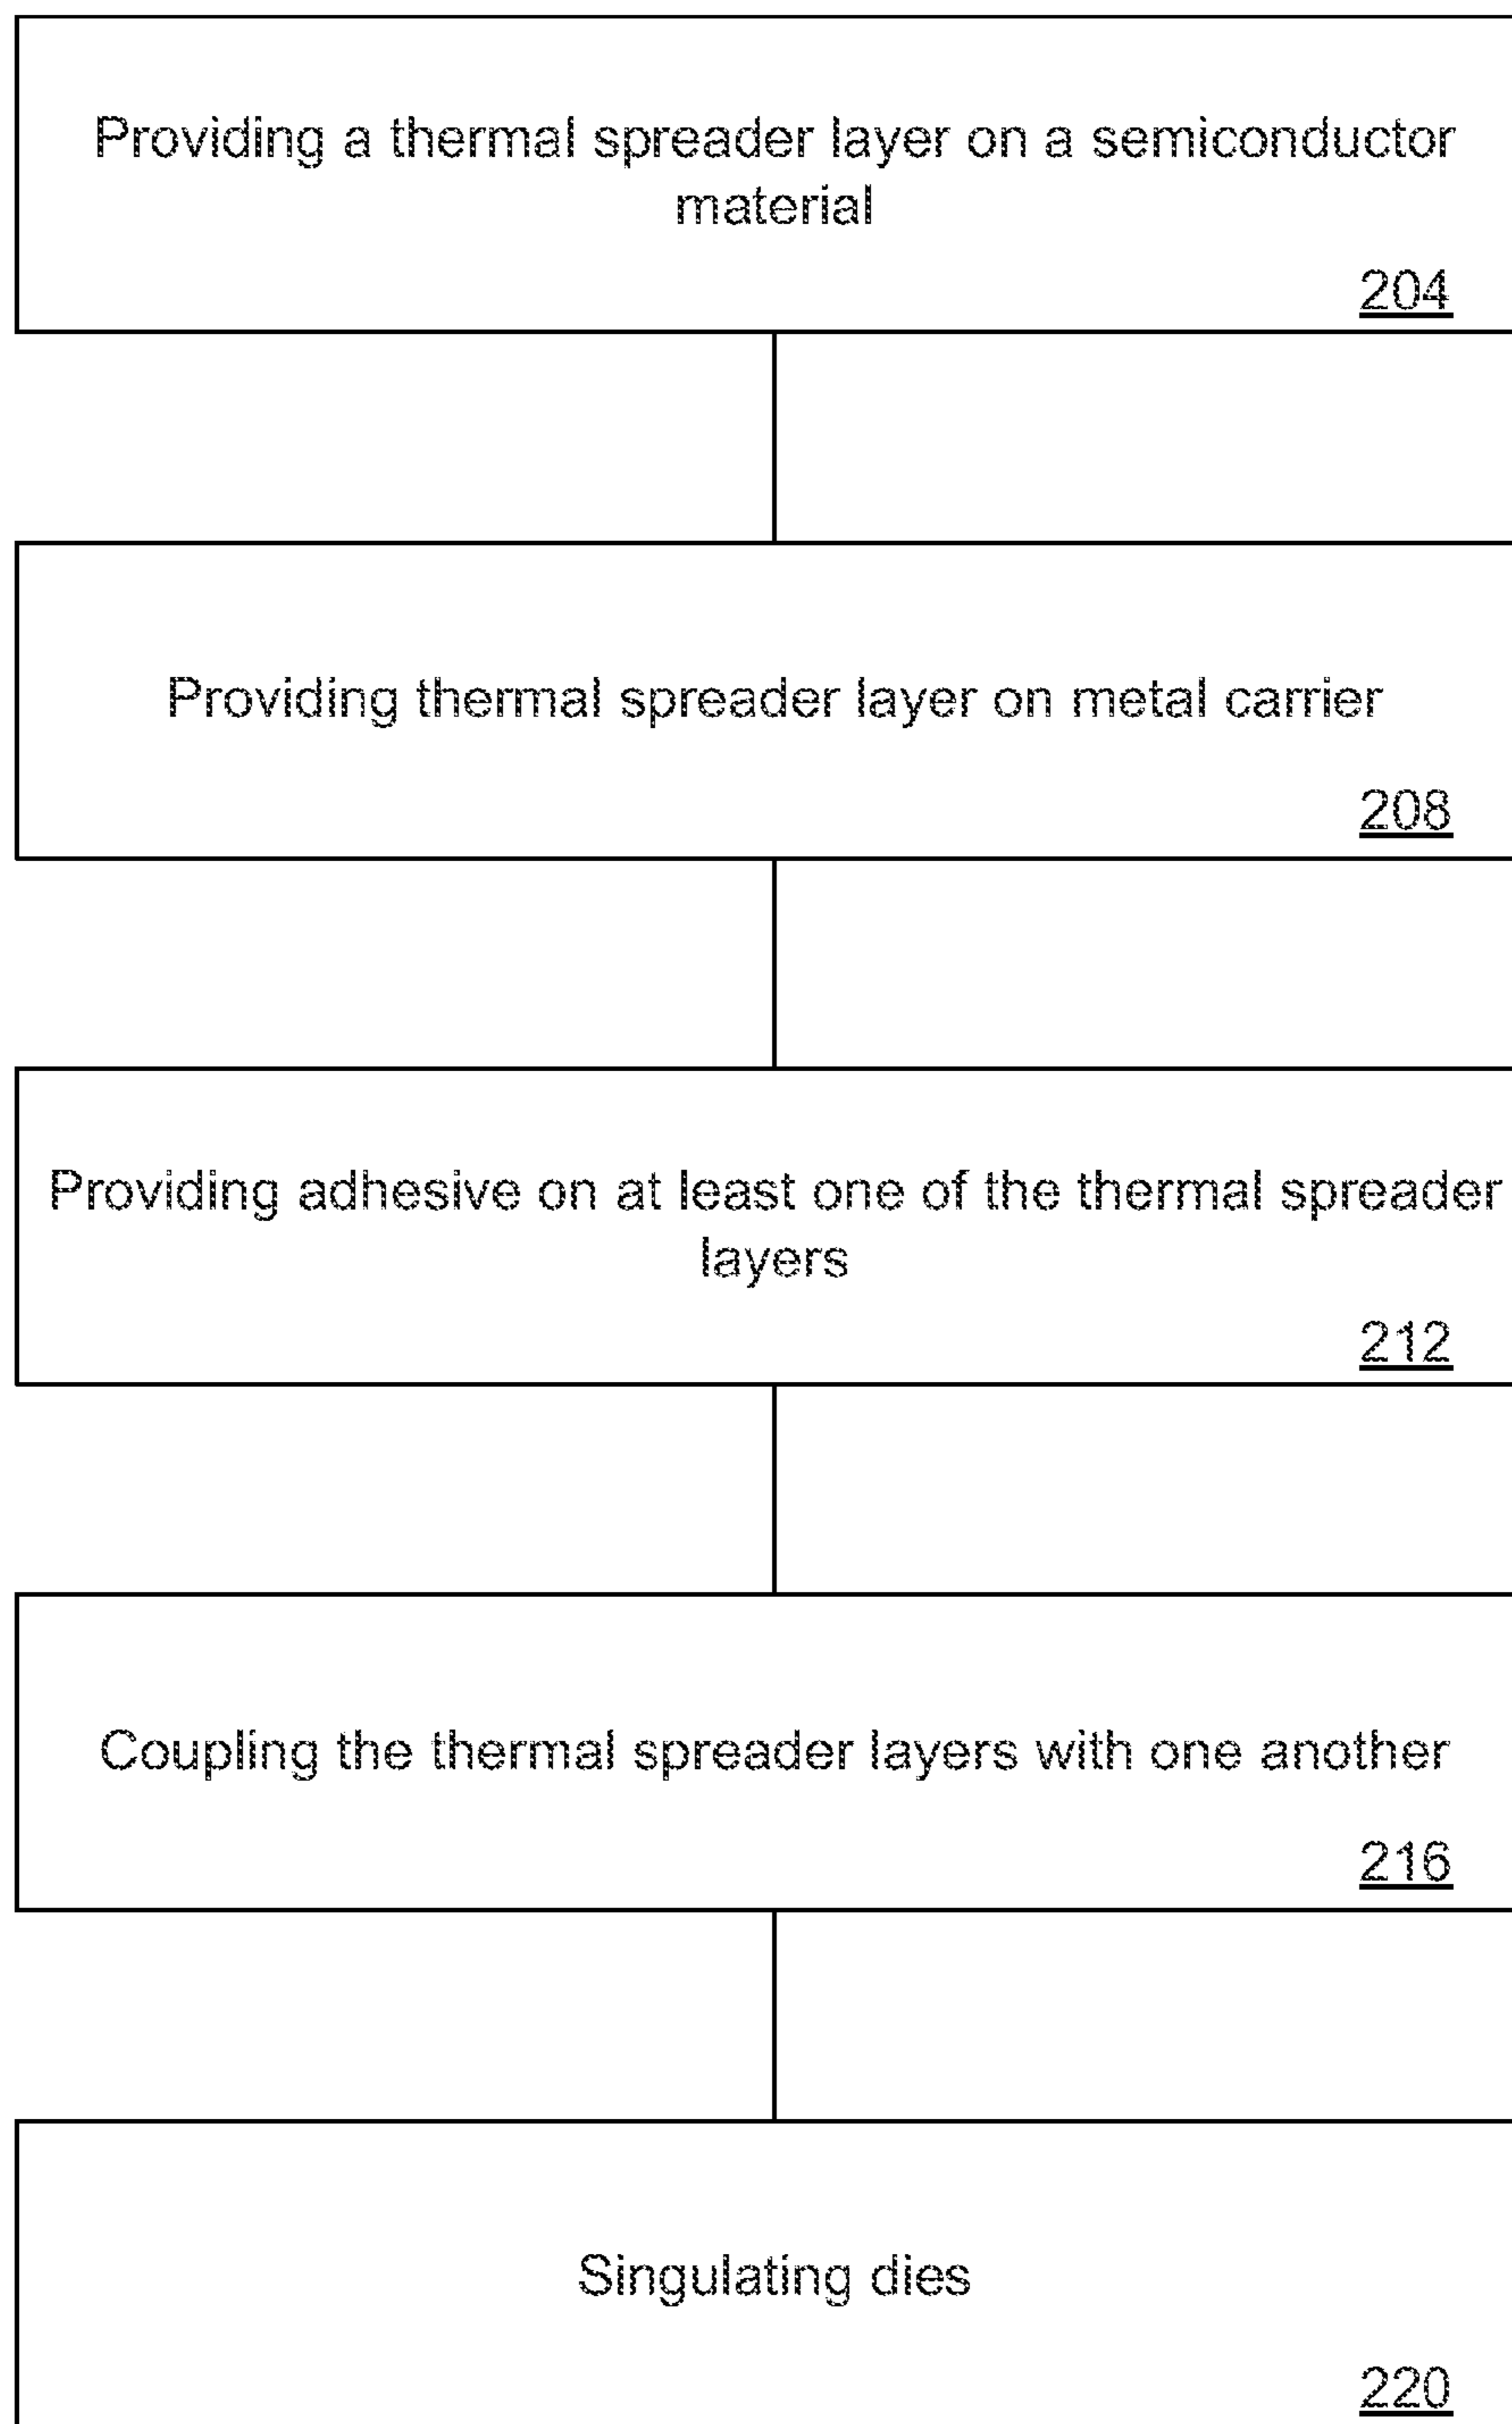 Providing a thermal spreader layer on a semiconductor
material
204
Providing thermal spreader layer on metal carrier
208
Providing adhesive on at least one of the thermal spreader
layers
212
Coupling the thermal spreader layers with one another
216
Singulating dies
220